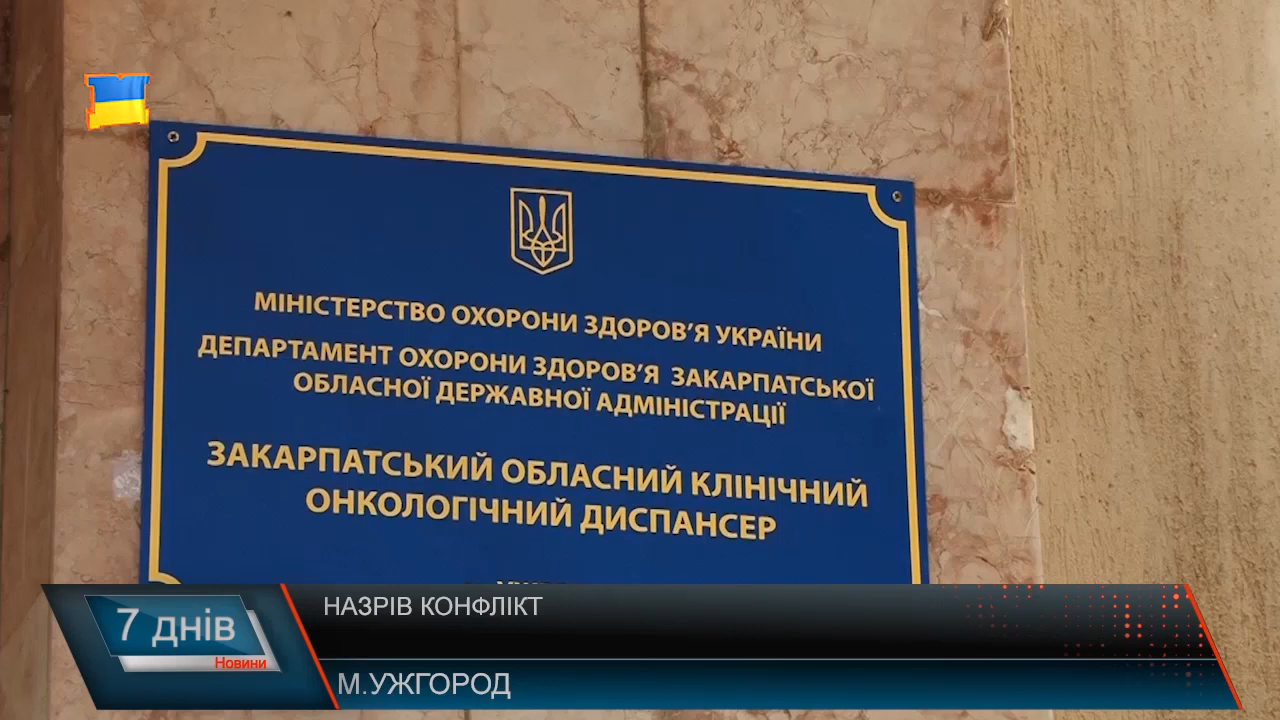 МІНІСТЕРСТВО ОХОРОНИ ЗДОРОВ'Я УКРАЇНИ
ДЕПАРТАМЕНТ ОХОРОНИ ЗДОРОВ'Я ЗАКАРПАТСЬКОЇ
ОБЛАСНОЇ ДЕРЖАВНОЇ АДМІНІСТРАЦІЇ
ЗАКАРПАТСЬКИЙ ОБЛАСНИЙ КЛІНІЧНИЙ
ОНКОЛОГІЧНИЙ ДИСПАНСЕР
7 днів
Новини
НАЗРІВ КОНФЛІКТ
М.УЖГОРОД